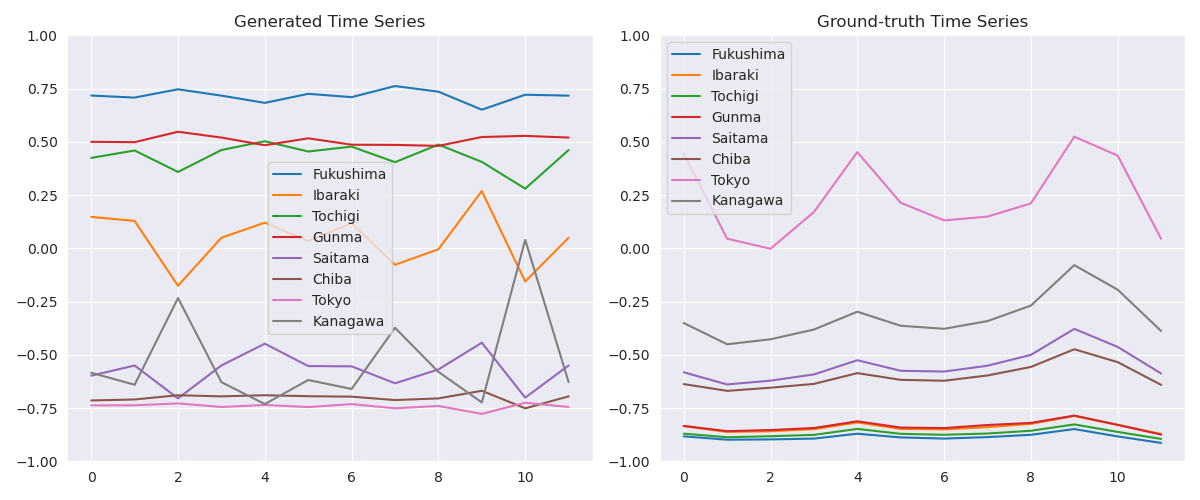 Generated Time Series
1.00
0.75
0.50
0.25
0.00
−0.25
−0.50
−0.75
−1.00
0 2 4 6 8 10
Fukushima
Ibaraki
Tochigi
Gunma
Saitama
Chiba
Tokyo
Kanagawa
Ground-truth Time Series
1.00
0.75
0.50
0.25
0.00
−0.25
−0.50
−0.75
−1.00
0 2 4 6 8 10
Fukushima
Ibaraki
Tochigi
Gunma
Saitama
Chiba
Tokyo
Kanagawa